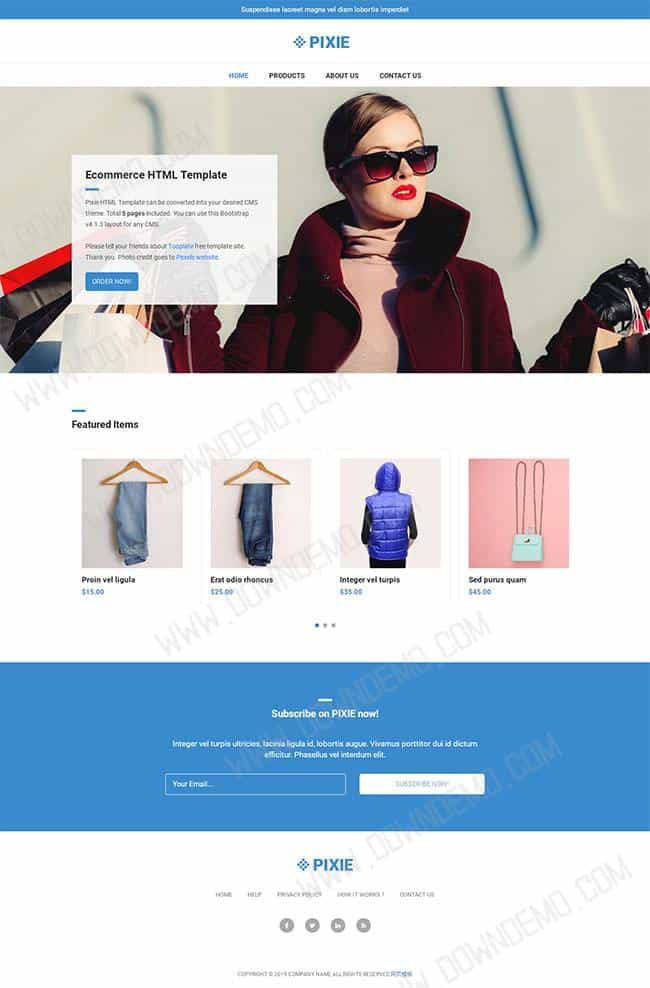 Suspendisse laoreet magna vel diam lobortis imperdiet
PIXIE
HOME PRODUCTS ABOUT US CONTACT US
Ecommerce HTML Template
Pixie HTML Template can be converted into your desired CMS
theme. Total 5 pages included. You can use this Bootstrap
v4.1.3 layout for any CMS.
Please tell your friends about Tooplate free template site.
Thank you. Photo credit goes to Pexels website.
ORDER NOW!
Featured Items
Proin vel ligula
$15.00
Erat odio rhoncus
$25.00
Integer vel turpis
$35.00
Sed purus quam
$45.00
Subscribe on PIXIE now!
Integer vel turpis ultricies, lacinia ligula id, lobortis augue. Vivamus porttitor dui id dictum
efficitur. Phasellus vel interdum elit.
Your Email...
SUBSCRIBE NOW!
PIXIE
HOME HELP PRIVACY POLICY HOW IT WORKS ? CONTACT US
COPYRIGHT © 2019 COMPANY NAME ALL RIGHTS RESERVED 网页模板
WWW.DOWNDEMO.COM
WWW.DOWNDEMO.COM
WWW.DOWNDEMO.COM
WWW.DOWNDEMO.COM
WWW.DOWNDEMO.COM